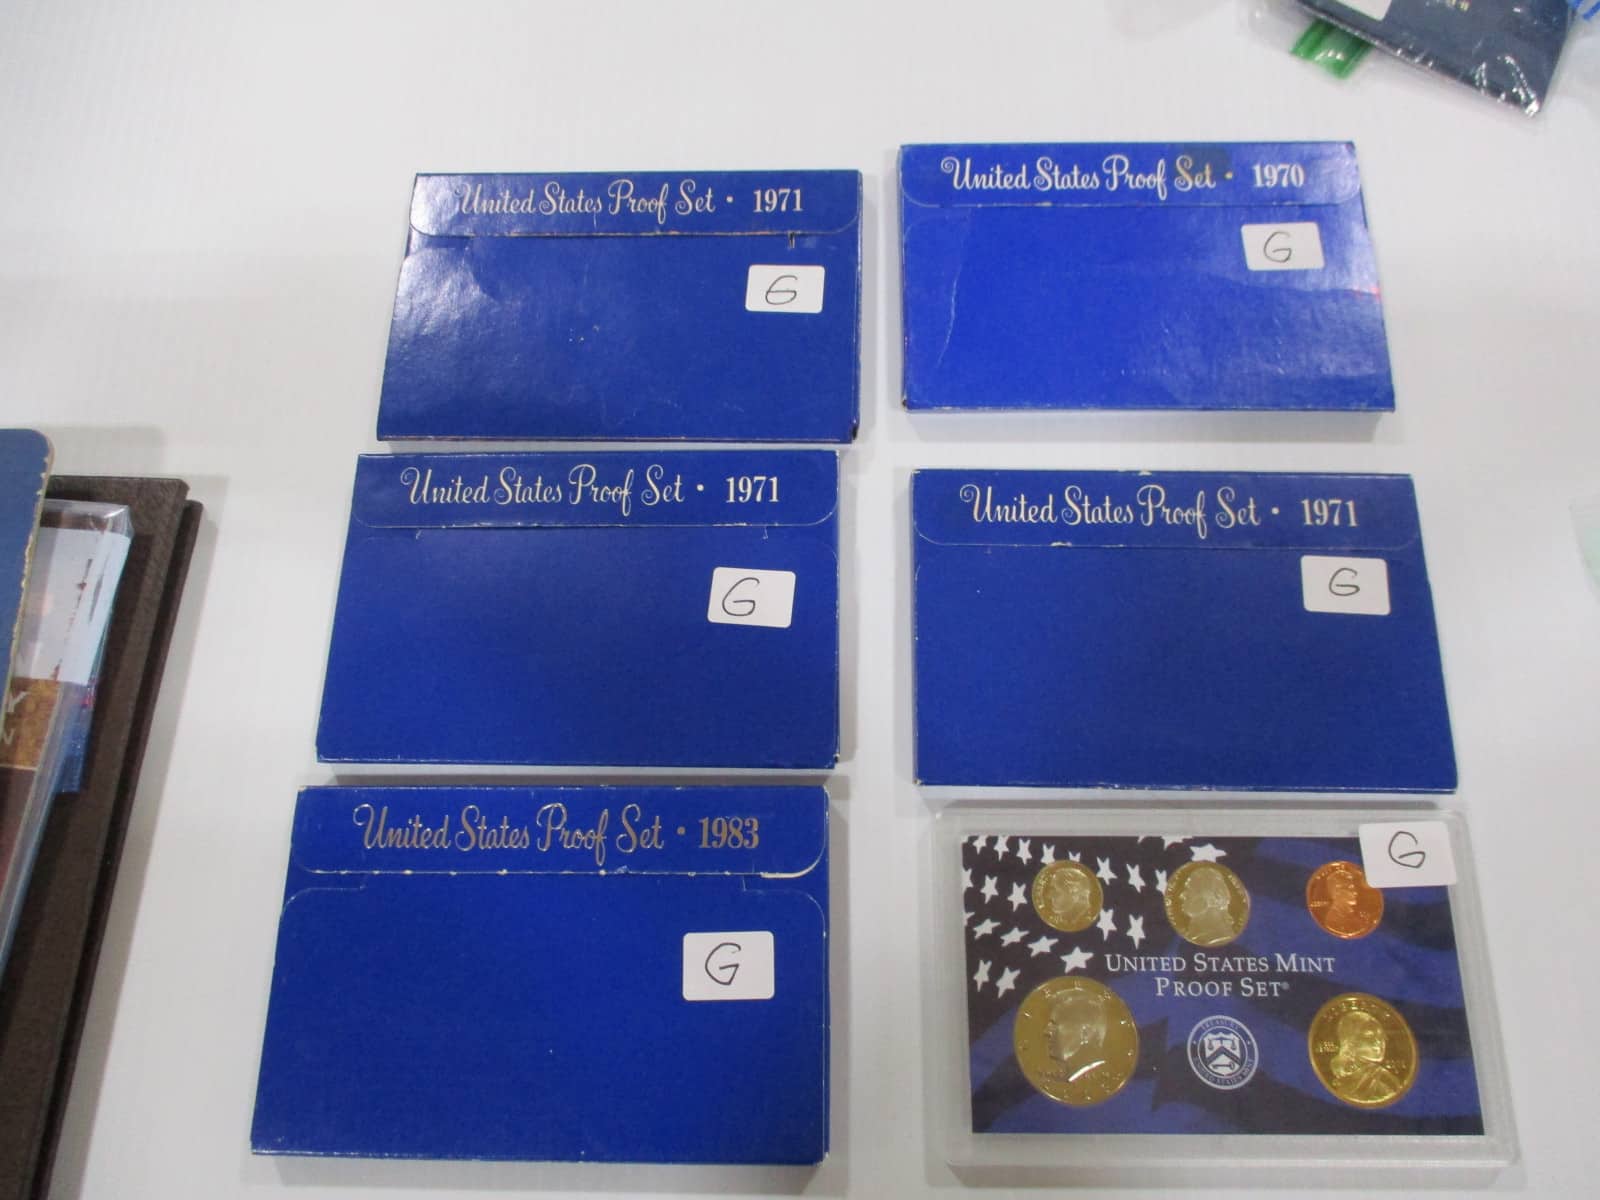 United States Proof Set • 1971
G
United States Proof Set • 1970
G
United States Proof Set • 1971
G
United States Proof Set • 1971
G
United States Proof Set • 1983
G
G
UNITED STATES MINT
PROOF SET®